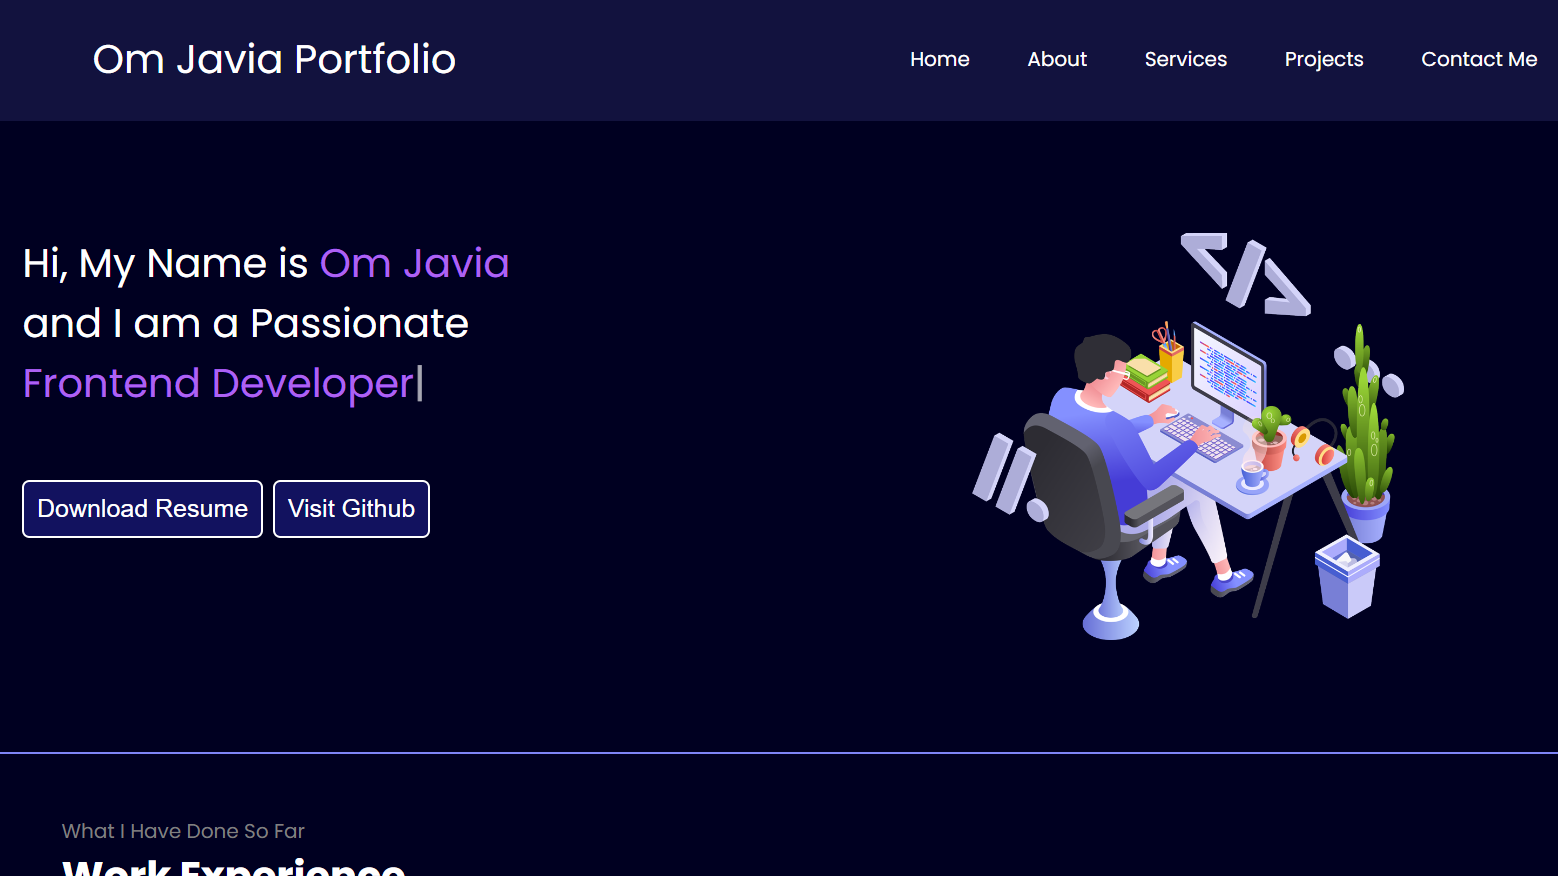 Om Javia Portfolio
Home About Services Projects Contact Me
Hi, My Name is Om Javia
and I am a Passionate
Frontend Developer|
Download Resume Visit Github
What I Have Done So Far
Work Experience